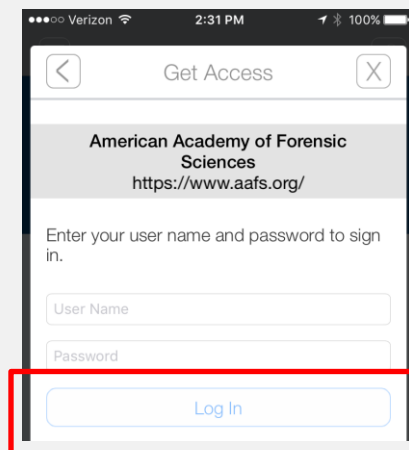 Verizon 2:31 PM 100%
Get Access X
American Academy of Forensic
Sciences
https://www.aafs.org/
Enter your user name and password to sign
in.
User Name
Password
Log In